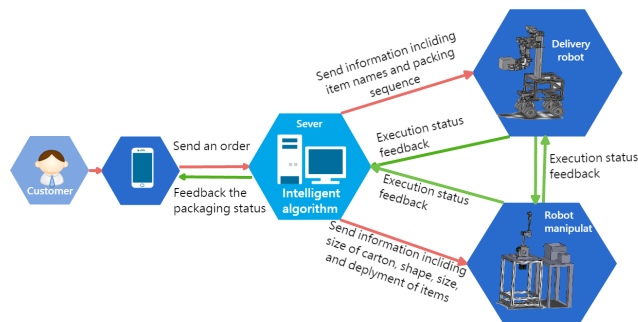 Customer
Send an order
Feedback the
packaging status
Sever
Intelligent
algorithm
Send information incliding
item names and packing
sequence
Delivery
robot
Execution status
feedback
Execution status
feedback
Execution status
feedback
Send information incliding
size of carton, shape, size,
and deplyment of items
Robot
manipulat